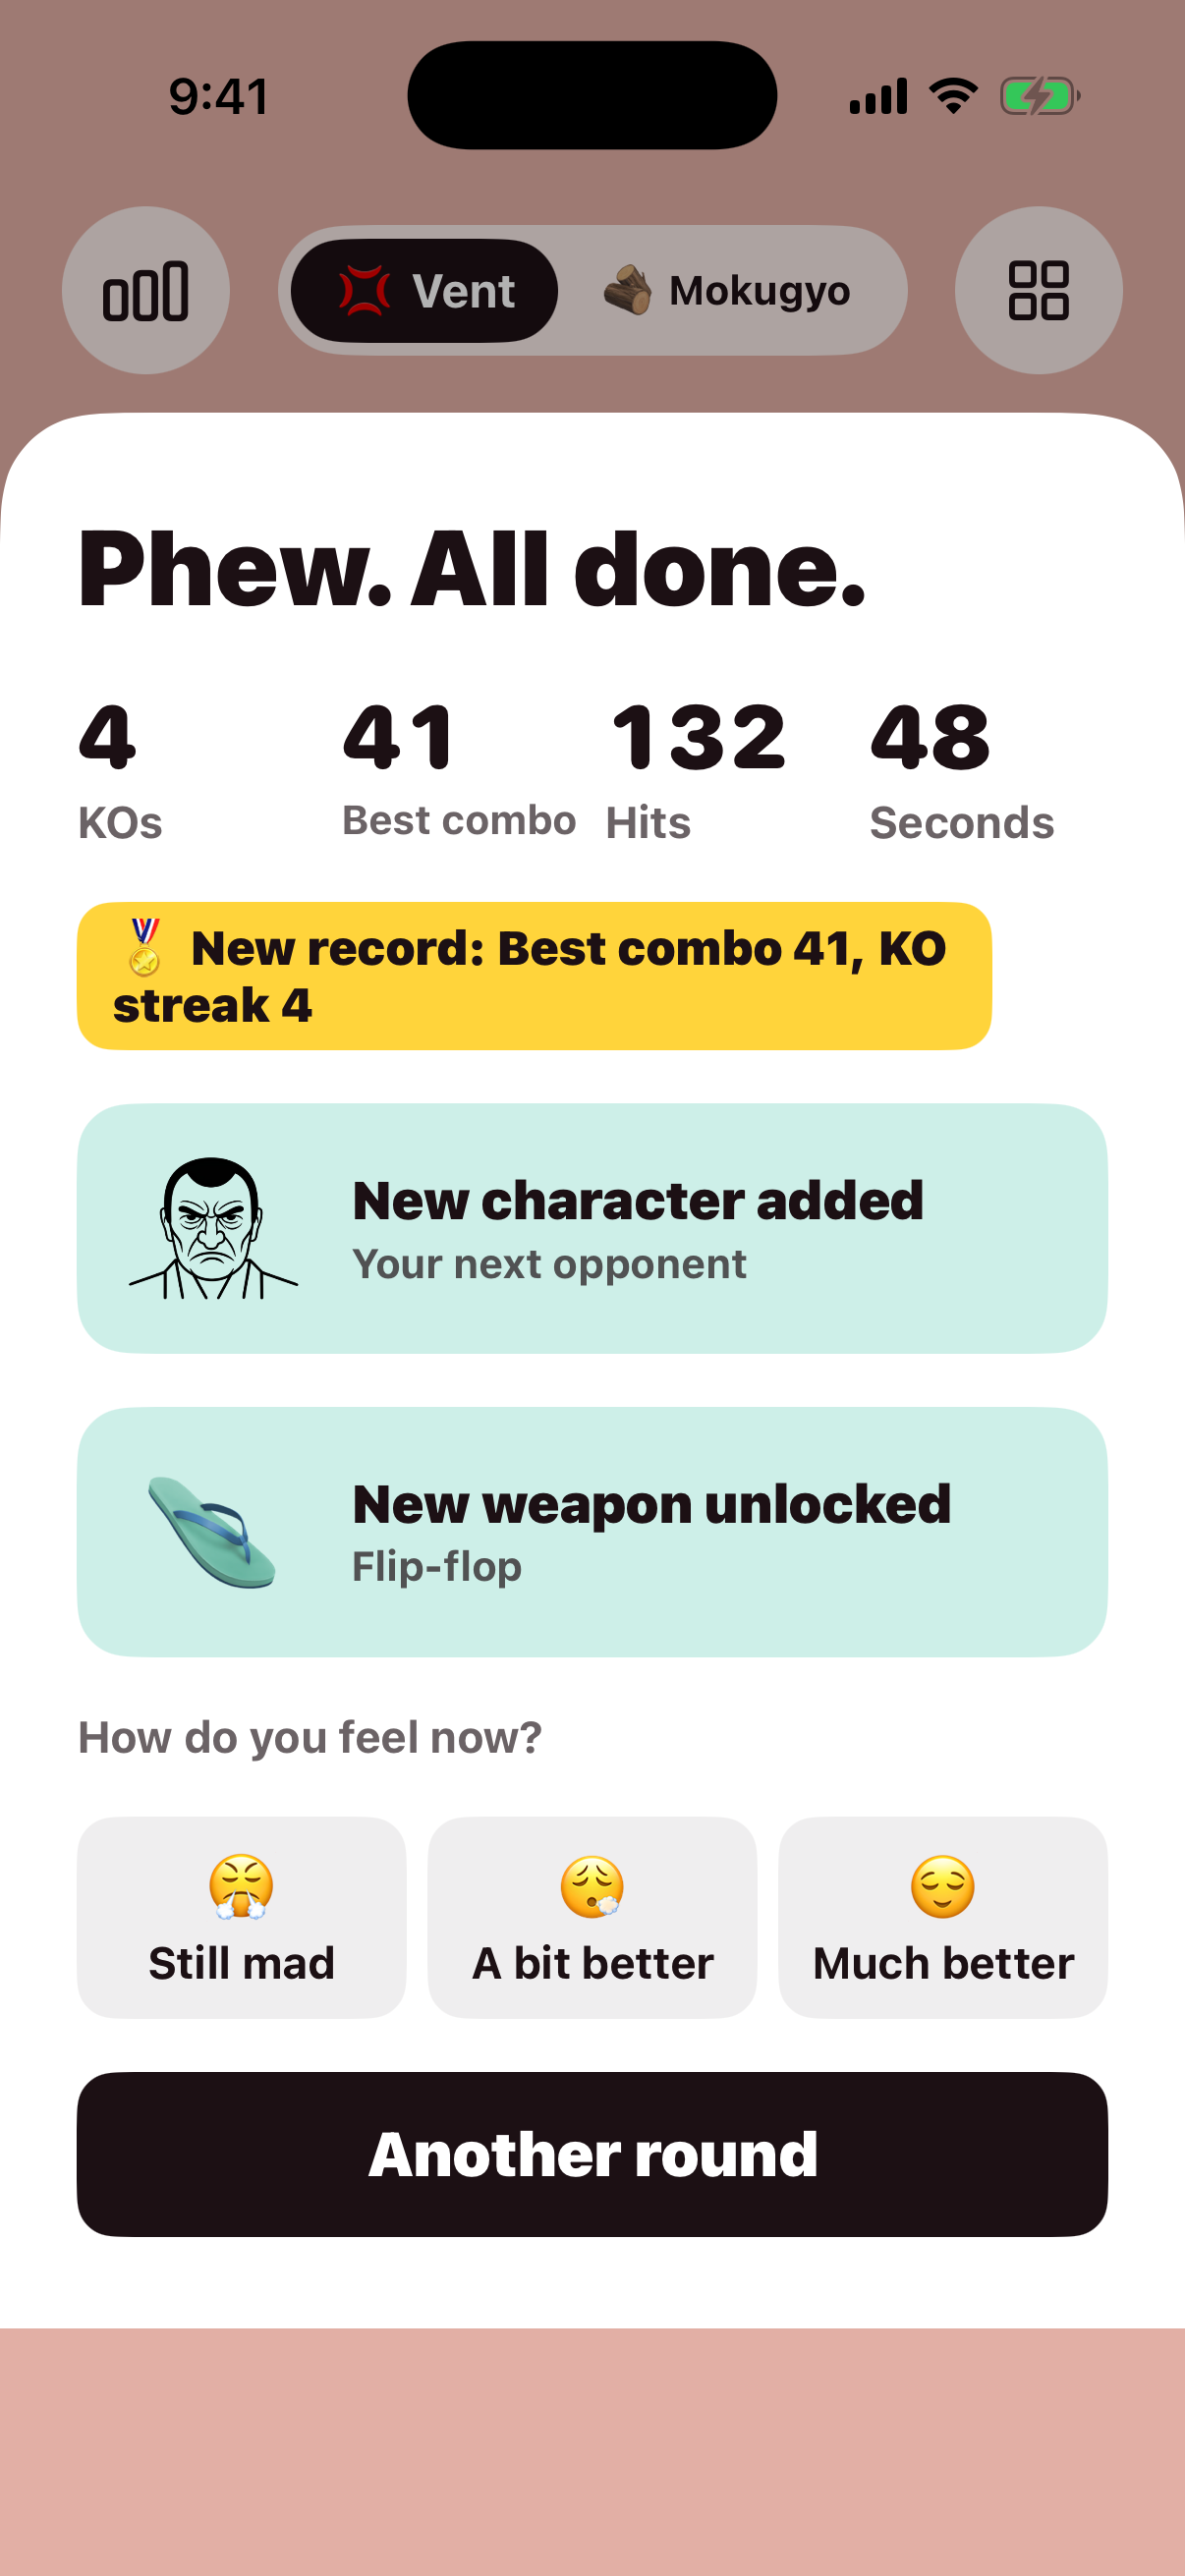 9:41
Vent
Mokugyo
Phew. All done.
4 41 132 48
KOs Best combo Hits Seconds
New record: Best combo 41, KO
streak 4
New character added
Your next opponent
New weapon unlocked
Flip-flop
How do you feel now?
Still mad A bit better Much better
Another round